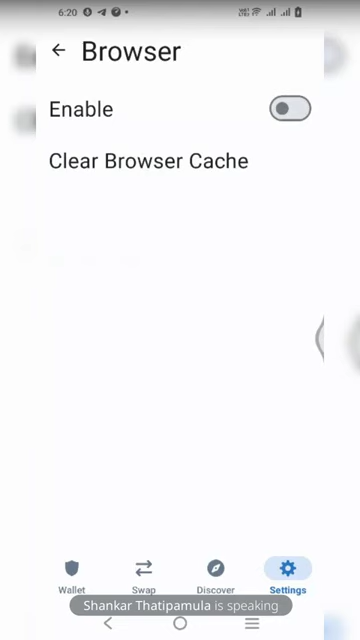 6:20
Browser
Enable
Clear Browser Cache
Wallet
Swap
Discover
Settings
Shankar Thatipamula is speaking